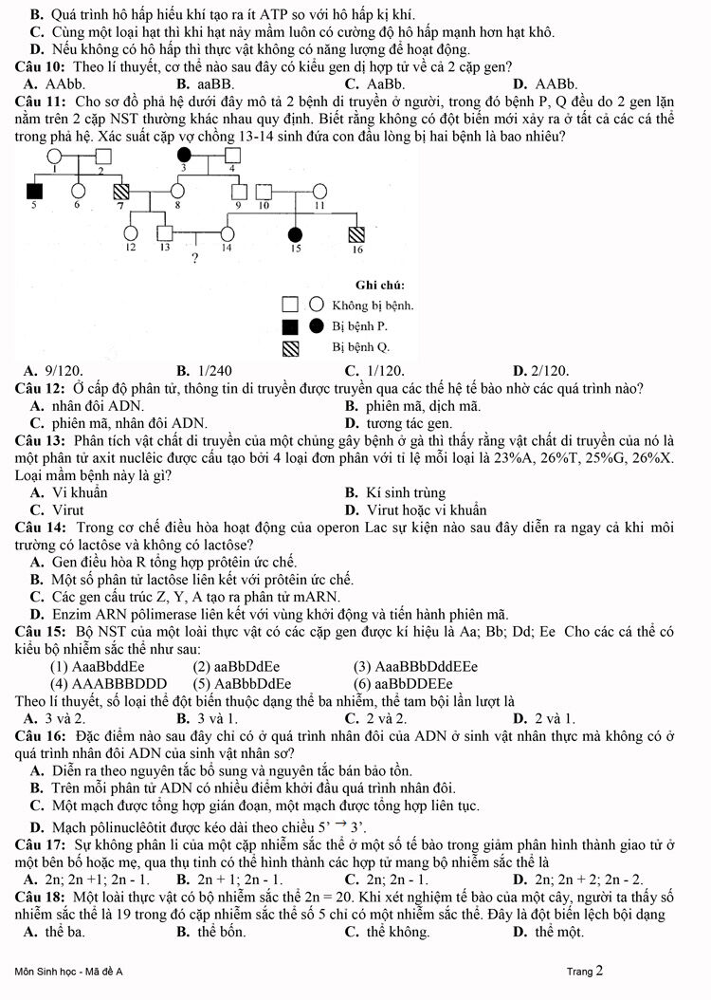 B. Quá trình hô hấp hiếu khí tạo ra ít ATP so với hô hấp kị khí.
C. Cùng một loại hạt thì khi hạt nảy mầm luôn có cường độ hô hấp mạnh hơn hạt khô.
D. Nếu không có hô hấp thì thực vật không có năng lượng để hoạt động.
Câu 10: Theo lí thuyết, cơ thể nào sau đây có kiểu gen dị hợp tử về cả 2 cặp gen?
A. AAbb. B. aaBB. C. AaBb. D. AABb.
Câu 11: Cho sơ đồ phả hệ dưới đây mô tả 2 bệnh di truyền ở người, trong đó bệnh P, Q đều do 2 gen lặn
nằm trên 2 cặp NST thường khác nhau quy định. Biết rằng không có đột biến mới xảy ra ở tất cả các cá thể
trong phả hệ. Xác suất cặp vợ chồng 13-14 sinh đứa con đầu lòng bị hai bệnh là bao nhiêu?
1 2 3 4
5 6 7 8 9 10 11
12 13 14 15 16
?
Ghi chú:
Không bị bệnh.
Bị bệnh P.
Bị bệnh Q.
A. 9/120. B. 1/240 C. 1/120. D. 2/120.
Câu 12: Ở cấp độ phân tử, thông tin di truyền được truyền qua các thế hệ tế bào nhờ các quá trình nào?
A. nhân đôi ADN. B. phiên mã, dịch mã.
C. phiên mã, nhân đôi ADN. D. tương tác gen.
Câu 13: Phân tích vật chất di truyền của một chủng gây bệnh ở gà thì thấy rằng vật chất di truyền của nó là
một phân tử axit nuclêic được cấu tạo bởi 4 loại đơn phân với tỉ lệ mỗi loại là 23%A, 26%T, 25%G, 26%X.
Loại mầm bệnh này là gì?
A. Vi khuẩn B. Kí sinh trùng
C. Virut D. Virut hoặc vi khuẩn
Câu 14: Trong cơ chế điều hòa hoạt động của operon Lac sự kiện nào sau đây diễn ra ngay cả khi môi
trường có lactôse và không có lactôse?
A. Gen điều hòa R tổng hợp prôtêin ức chế.
B. Một số phân tử lactôse liên kết với prôtêin ức chế.
C. Các gen cấu trúc Z, Y, A tạo ra phân tử mARN.
D. Enzim ARN pôlimerase liên kết với vùng khởi động và tiến hành phiên mã.
Câu 15: Bộ NST của một loài thực vật có các cặp gen được kí hiệu là Aa; Bb; Dd; Ee Cho các cá thể có
kiểu bộ nhiễm sắc thể như sau:
(1) AaaBbddEe (2) aaBbDdEe (3) AaaBBbDddEEe
(4) AAABBBDDD (5) AaBbbDdEe (6) aaBbDDEEe
Theo lí thuyết, số loại thể đột biến thuộc dạng thể ba nhiễm, thể tam bội lần lượt là
A. 3 và 2. B. 3 và 1. C. 2 và 2. D. 2 và 1.
Câu 16: Đặc điểm nào sau đây chỉ có ở quá trình nhân đôi của ADN ở sinh vật nhân thực mà không có ở
quá trình nhân đôi ADN của sinh vật nhân sơ?
A. Diễn ra theo nguyên tắc bổ sung và nguyên tắc bán bảo tồn.
B. Trên mỗi phân tử ADN có nhiều điểm khởi đầu quá trình nhân đôi.
C. Một mạch được tổng hợp gián đoạn, một mạch được tổng hợp liên tục.
D. Mạch pôlinuclêôtit được kéo dài theo chiều 5’ → 3’.
Câu 17: Sự không phân li của một cặp nhiễm sắc thể ở một số tế bào trong giảm phân hình thành giao tử ở
một bên bố hoặc mẹ, qua thụ tinh có thể hình thành các hợp tử mang bộ nhiễm sắc thể là
A. 2n; 2n +1; 2n - 1. B. 2n + 1; 2n - 1. C. 2n; 2n - 1. D. 2n; 2n + 2; 2n - 2.
Câu 18: Một loài thực vật có bộ nhiễm sắc thể 2n = 20. Khi xét nghiệm tế bào của một cây, người ta thấy số
nhiễm sắc thể là 19 trong đó cặp nhiễm sắc thể số 5 chỉ có một nhiễm sắc thể. Đây là đột biến lệch bội dạng
A. thể ba. B. thể bốn. C. thể không. D. thể một.
Môn Sinh học - Mã đề A Trang 2